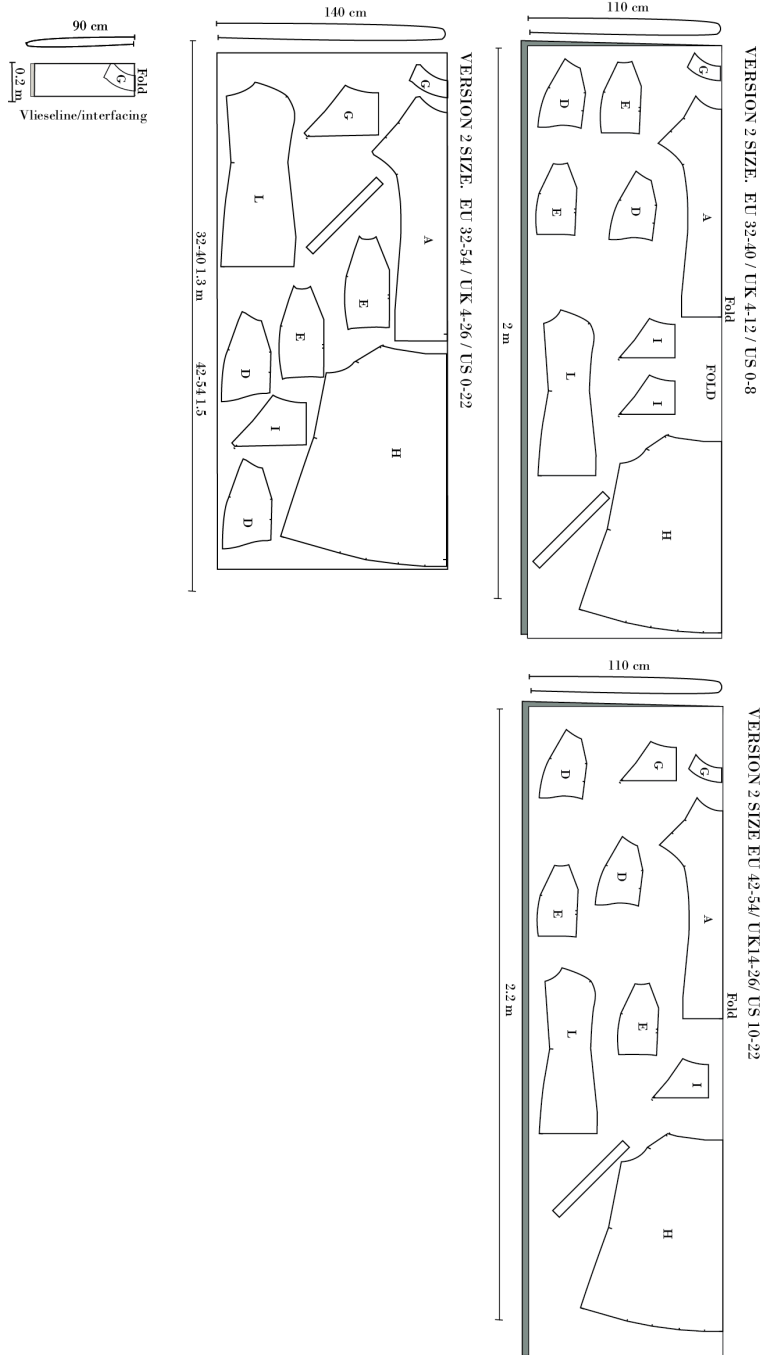 90 cm
Fold
G
0.2 m
Vlieseline/interfacing
140 cm
VERSION 2 SIZE. EU 32-54 / UK 4-26 / US 0-22
G
G
A
L
E
E
D
I
H
D
32-40 1.3 m 42-54 1.5
110 cm
VERSION 2 SIZE. EU 32-40 / UK 4-12 / US 0-8
G
D
E
A
E
D
Fold
FOLD
I
I
L
H
2 m
110 cm
VERSION 2 SIZE EU 42-54/ UK14-26/ US 10-22
G
G
D
D
A
E
Fold
E
L
I
H
2.2 m